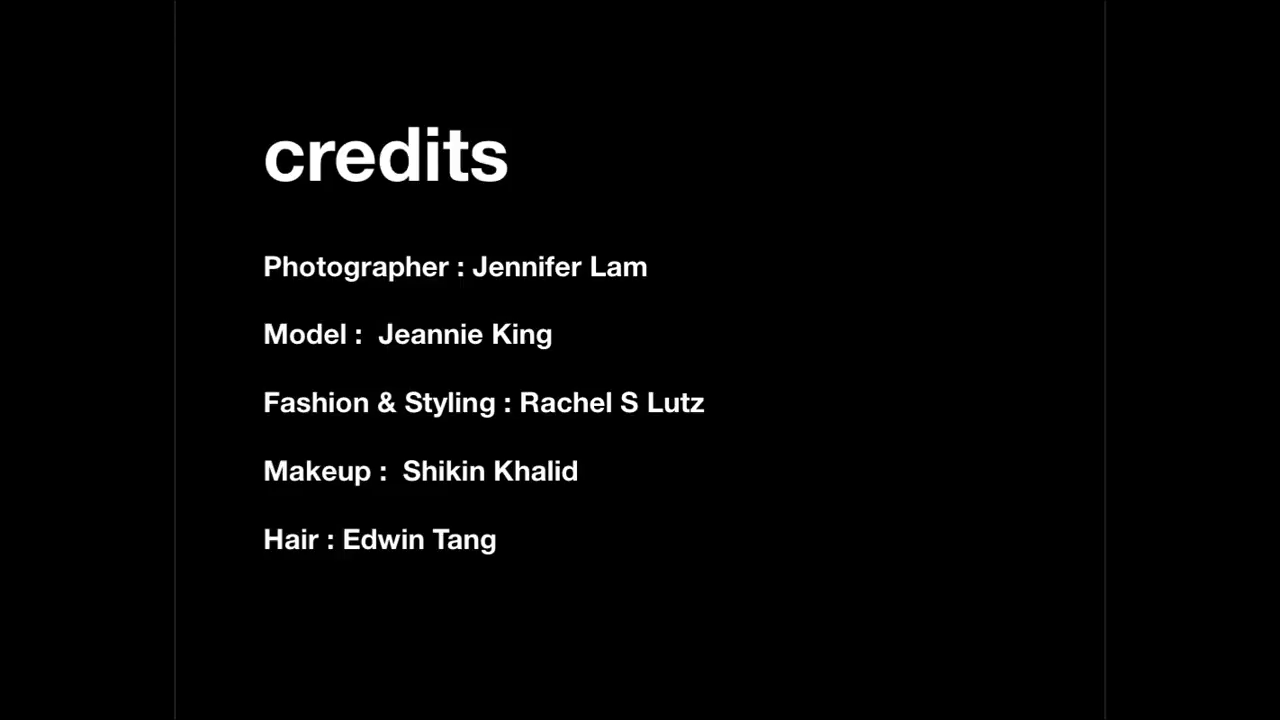 credits
Photographer : Jennifer Lam
Model :  Jeannie King
Fashion & Styling : Rachel S Lutz
Makeup :  Shikin Khalid
Hair : Edwin Tang